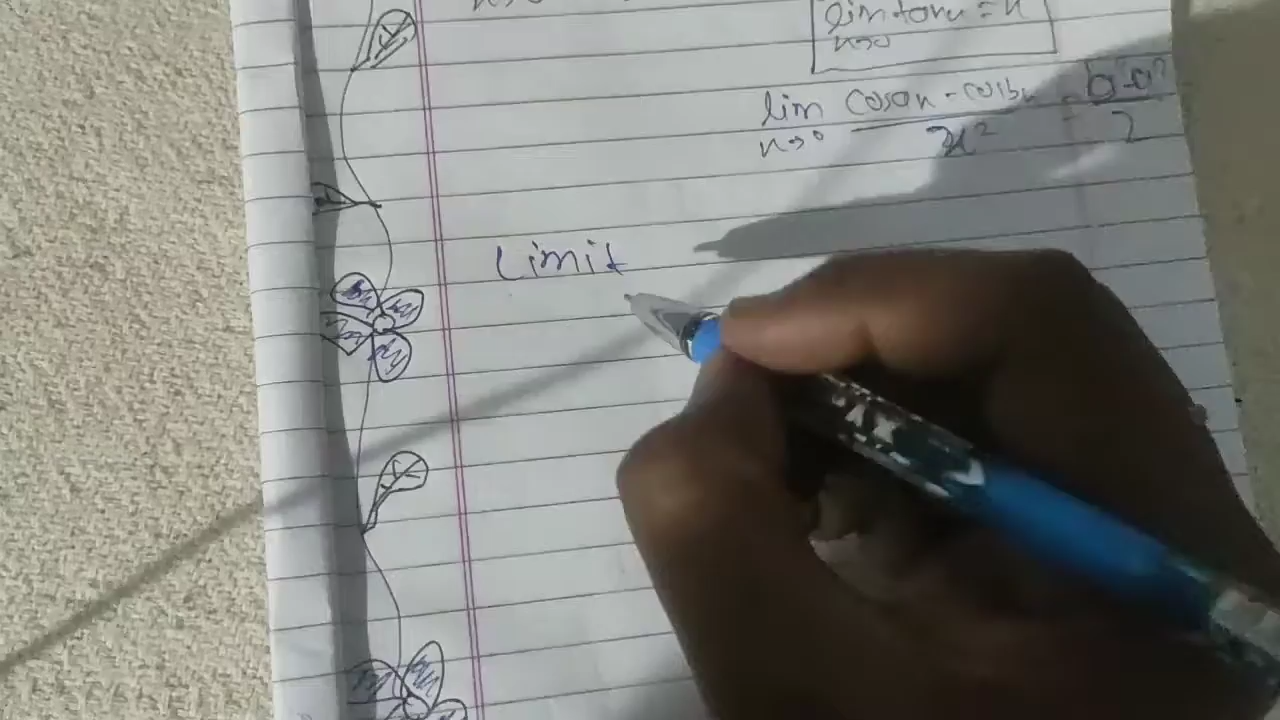 lim tanx = x
x→0
lim cosax - cosbx = b²-a²
x→0 x² 2
Limit